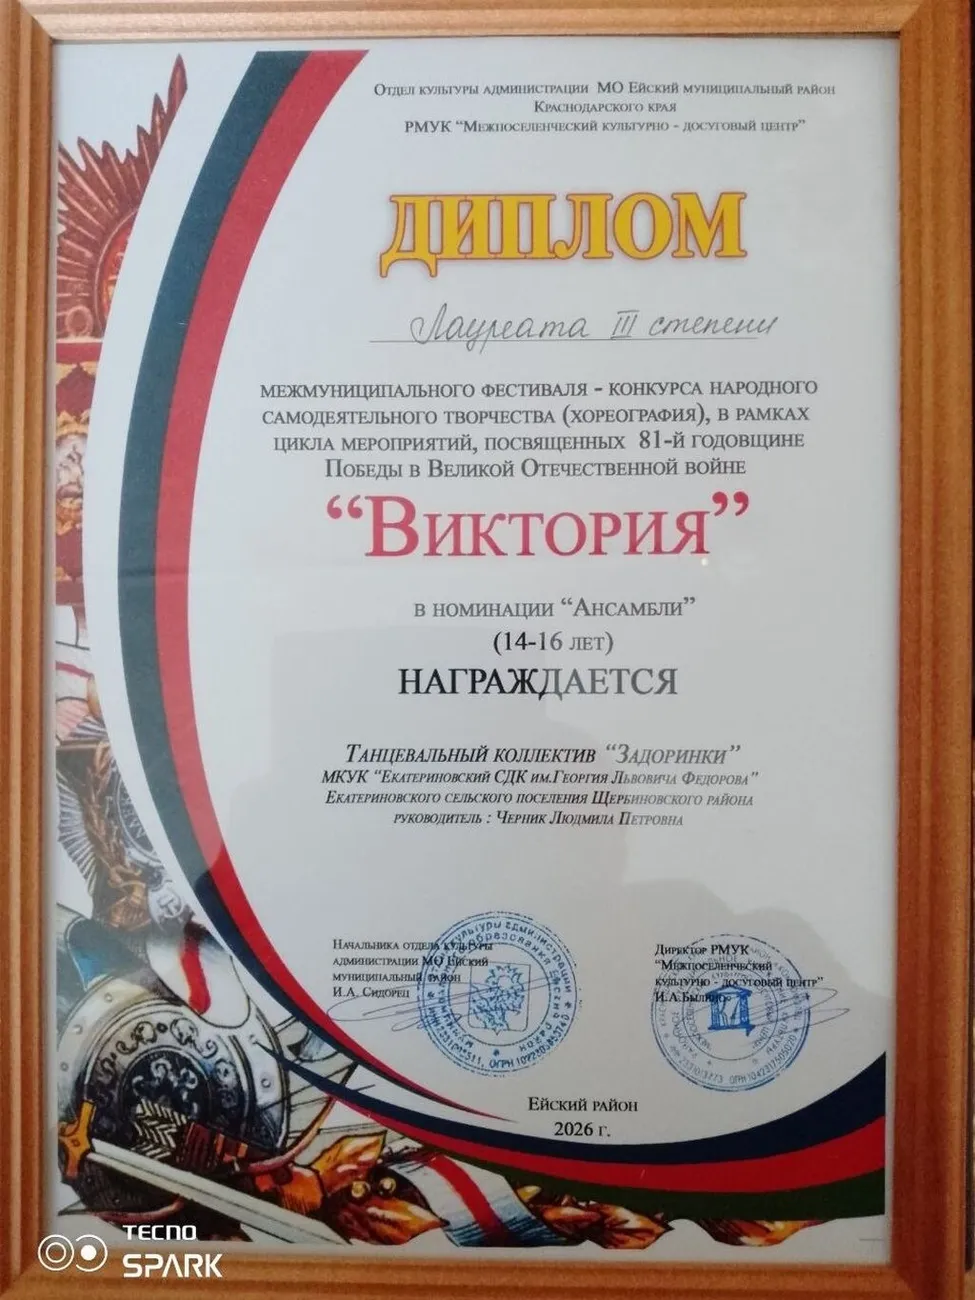 Отдел культуры администрации МО Ейский муниципальный район
Краснодарского края
РМУК "Межпоселенческий культурно - досуговый центр"
ДИПЛОМ
Лауреата III степени
межмуниципального фестиваля - конкурса народного
самодеятельного творчества (хореография), в рамках
цикла мероприятий, посвященных 81-й годовщине
Победы в Великой Отечественной войне
"Виктория"
в номинации "Ансамбли"
(14-16 лет)
НАГРАЖДАЕТСЯ
Танцевальный коллектив "Задоринки"
МКУК "Екатериновский СДК им.Георгия Львовича Федорова"
Екатериновского сельского поселения Щербиновского района
руководитель : Черник Людмила Петровна
Начальника отдела культуры
администрации МО Ейский
муниципальный район
И.А. Сидорец
Директор РМУК
"Межпоселенческий
культурно - досуговый центр"
Ейский район
2026 г.
TECNO
SPARK